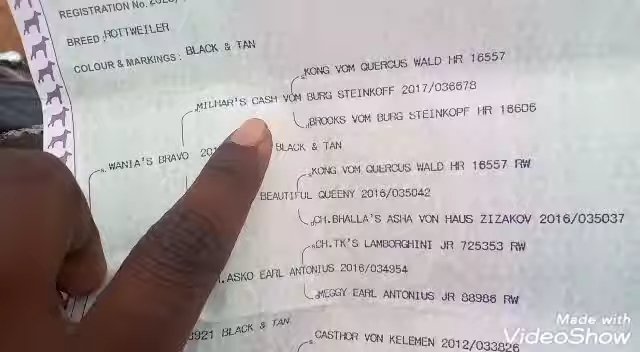 REGISTRATION No.
BREED : ROTTWEILER
COLOUR & MARKINGS : BLACK & TAN
KONG VOM QUERCUS WALD HR 16557
MILHAR'S CASH VOM BURG STEINKOFF 2017/036678
BROOKS VOM BURG STEINKOPF HR 16606
WANIA'S BRAVO BLACK & TAN
KONG VOM QUERCUS WALD HR 16557 RW
BEAUTIFUL QUEENY 2016/035042
CH.BHALLA'S ASHA VON HAUS ZIZAKOV 2016/035037
CH.TK'S LAMBORGHINI JR 725353 RW
ASKO EARL ANTONIUS 2016/034954
MEGGY EARL ANTONIUS JR 88986 RW
BLACK & TAN
CASTHOR VON KELEMEN 2012/033826
Made with
VideoShow